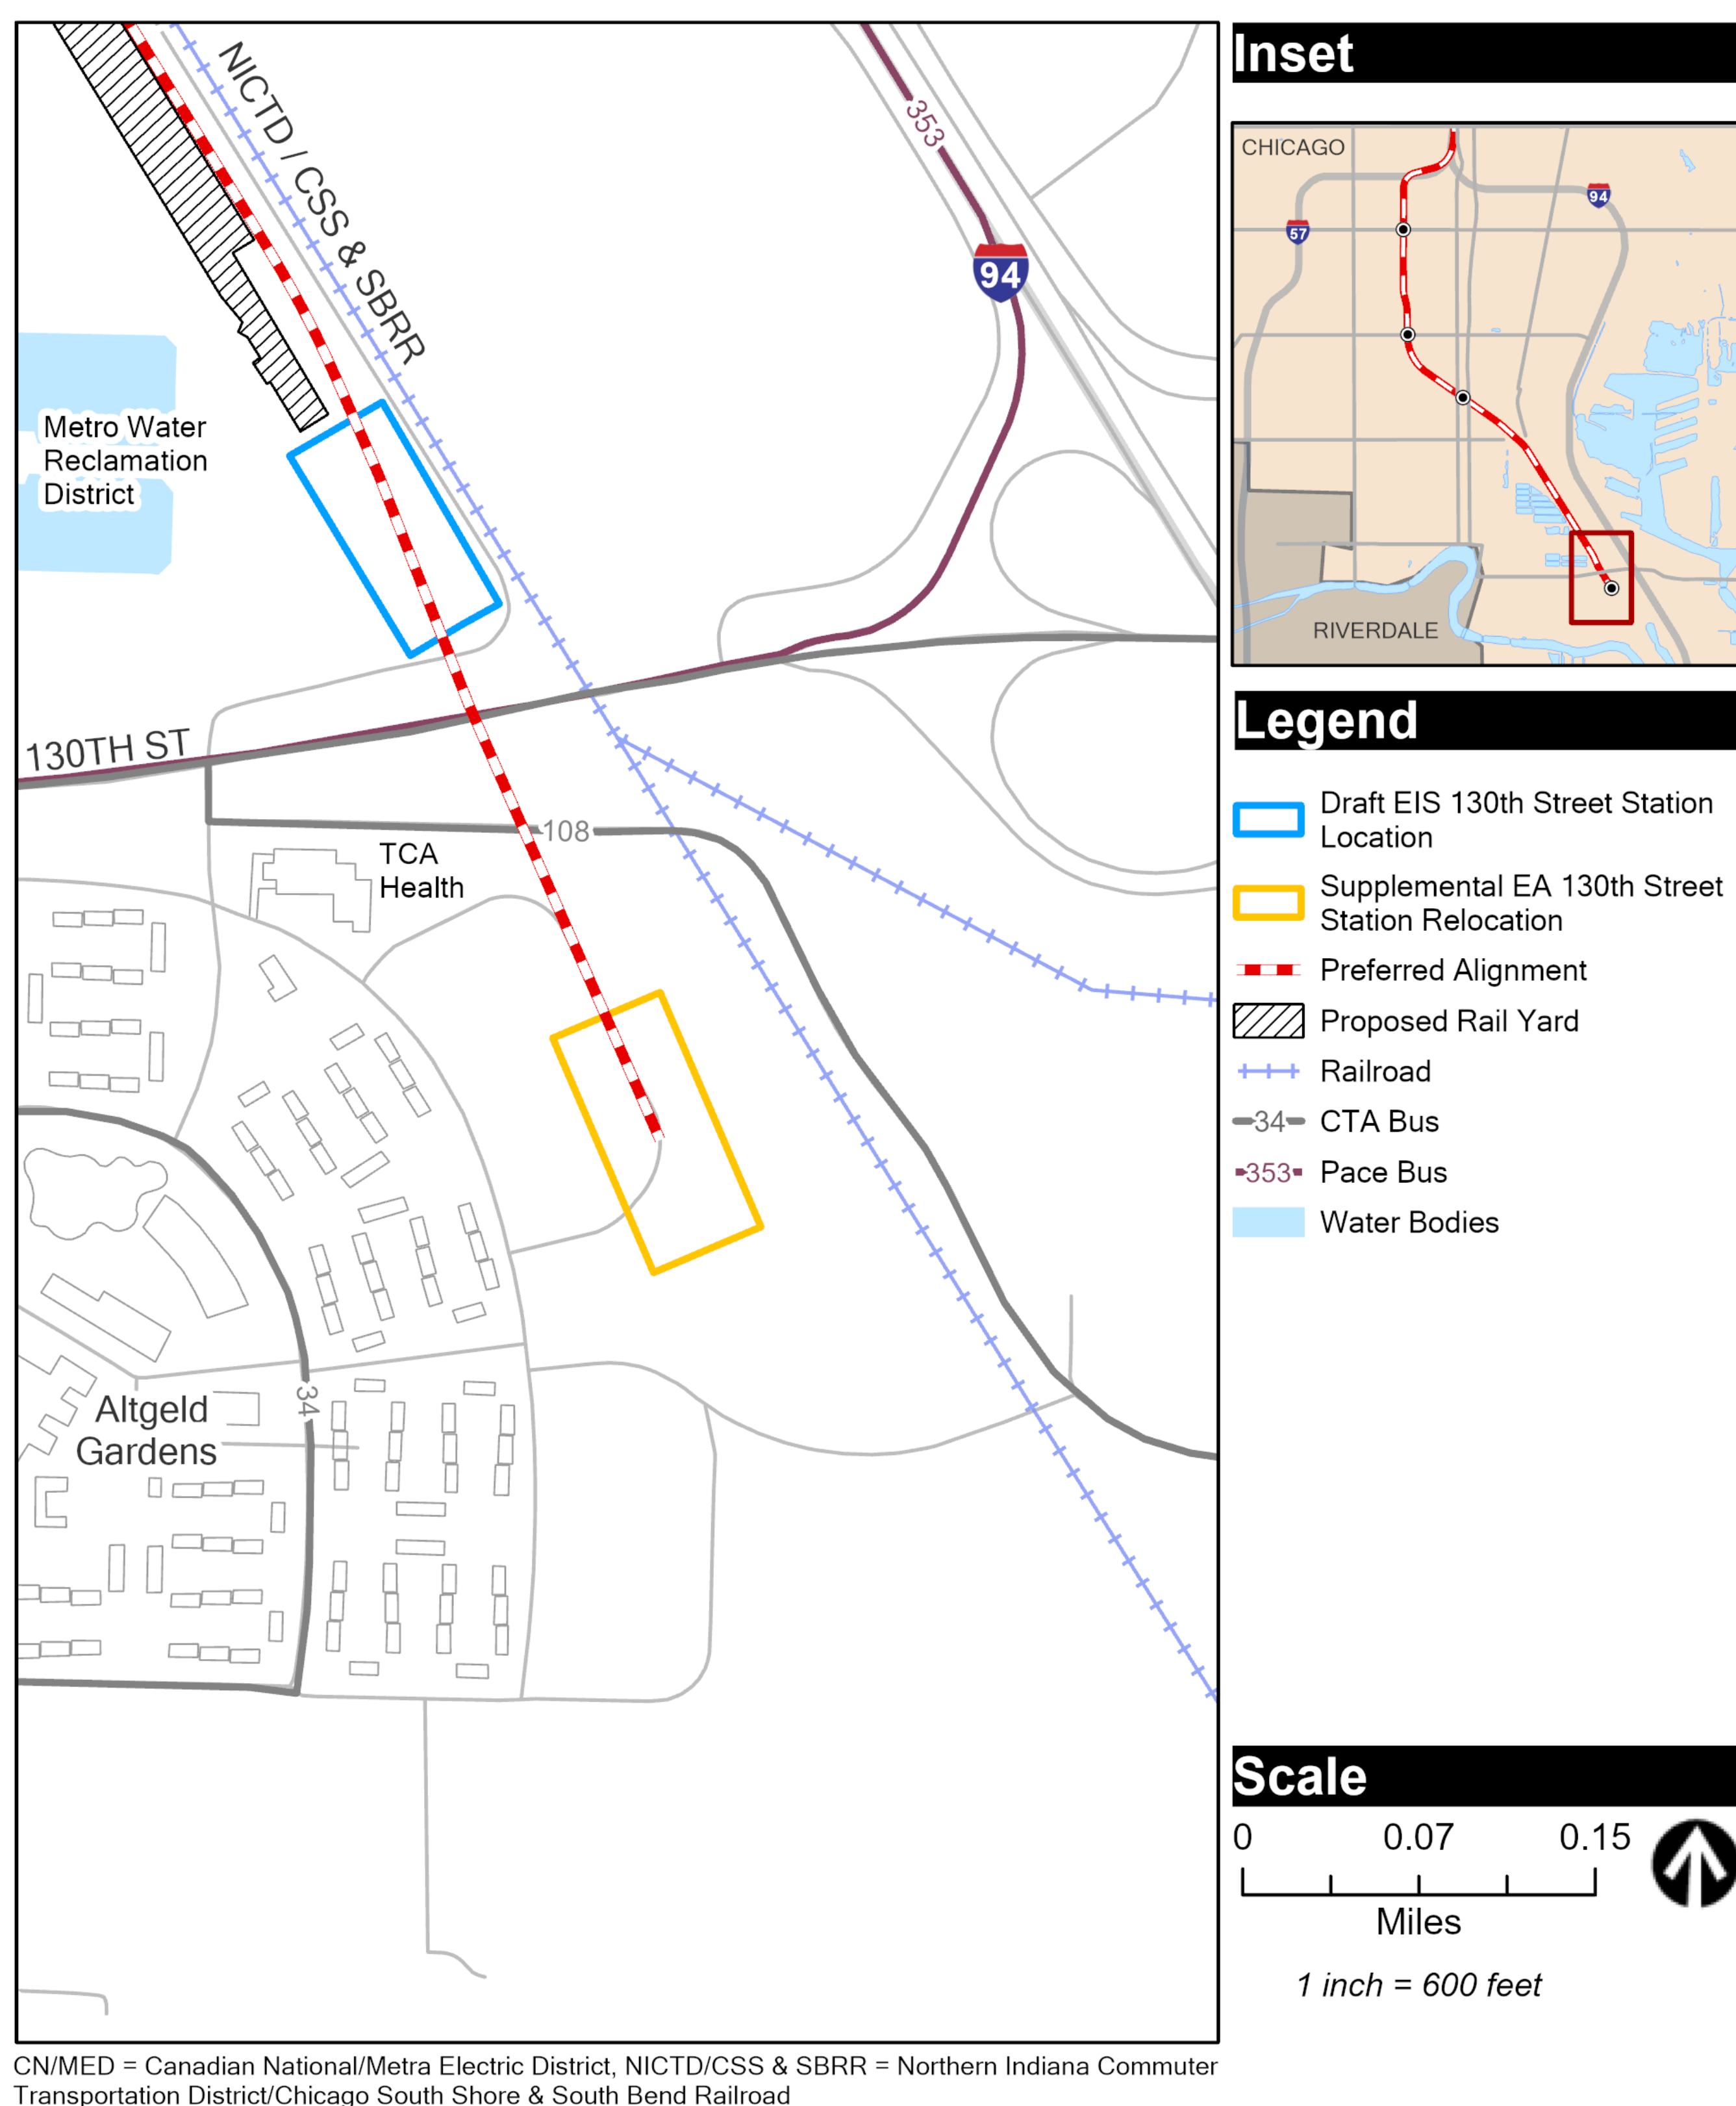 NICTD / CSS & SBRR
353
94
Metro Water
Reclamation
District
130TH ST
108
TCA
Health
34
Altgeld
Gardens
Inset
CHICAGO
94
57
RIVERDALE
Legend
Draft EIS 130th Street Station
Location
Supplemental EA 130th Street
Station Relocation
Preferred Alignment
Proposed Rail Yard
Railroad
34 CTA Bus
353 Pace Bus
Water Bodies
Scale
0 0.07 0.15
Miles
1 inch = 600 feet
CN/MED = Canadian National/Metra Electric District, NICTD/CSS & SBRR = Northern Indiana Commuter
Transportation District/Chicago South Shore & South Bend Railroad